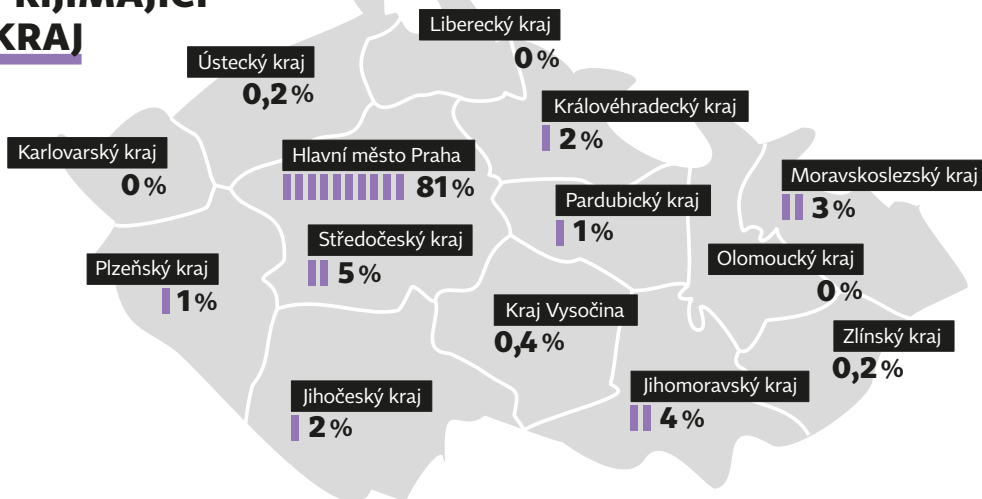 KRAJ
Liberecký kraj
0 %
Ústecký kraj
0,2 %
Královéhradecký kraj
2 %
Karlovarský kraj
0 %
Hlavní město Praha
81 %
Moravskoslezský kraj
3 %
Pardubický kraj
1 %
Středočeský kraj
5 %
Plzeňský kraj
1 %
Olomoucký kraj
0 %
Kraj Vysočina
0,4 %
Zlínský kraj
0,2 %
Jihočeský kraj
2 %
Jihomoravský kraj
4 %